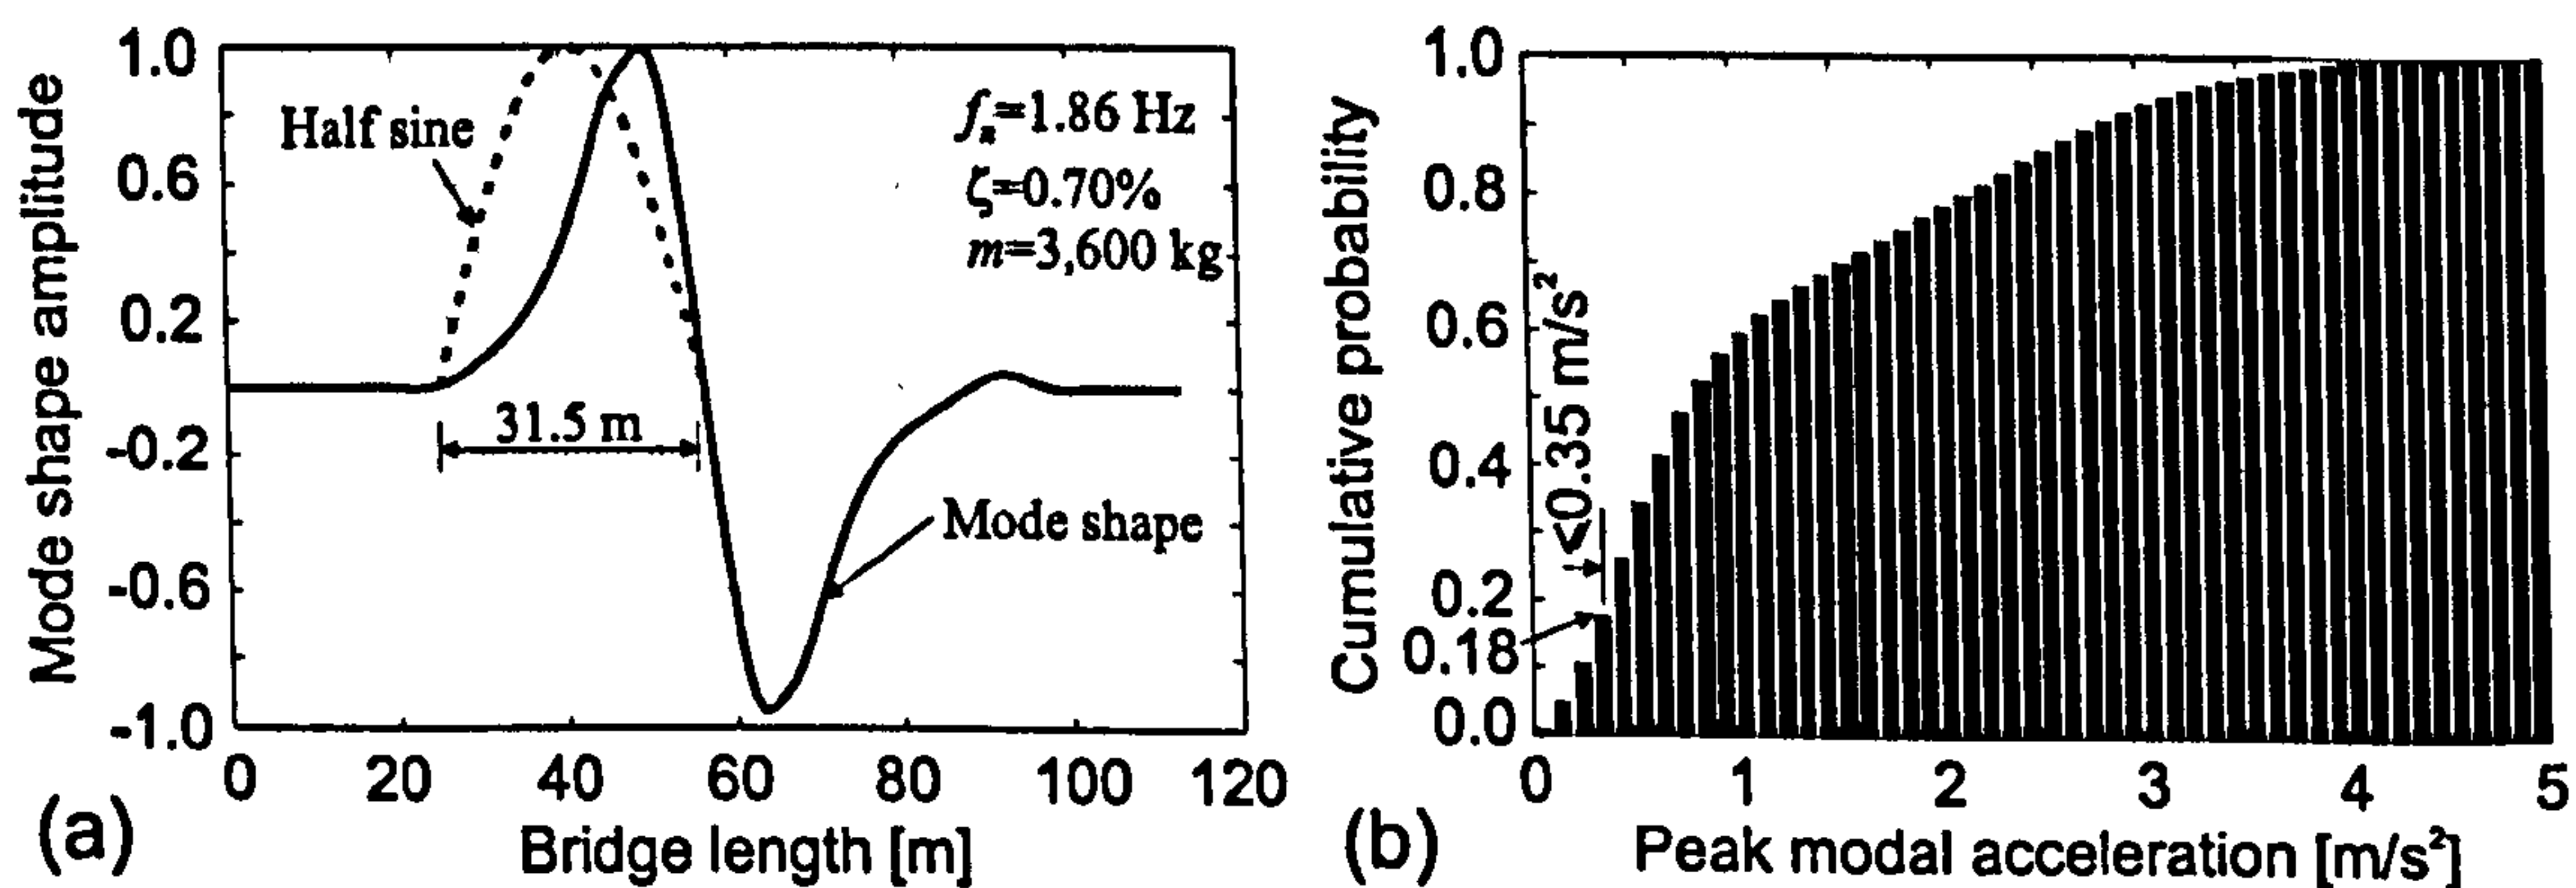 Mode shape amplitude
1.0
0.6
0.2
-0.2
-0.6
-1.0
Half sine
fₙ=1.86 Hz
ζ=0.70%
m=3,600 kg
31.5 m
Mode shape
0 20 40 60 80 100 120
Bridge length [m]
(a)
Cumulative probability
1.0
0.8
0.6
0.4
0.2
0.18
0.0
<0.35 m/s²
0 1 2 3 4 5
Peak modal acceleration [m/s²]
(b)